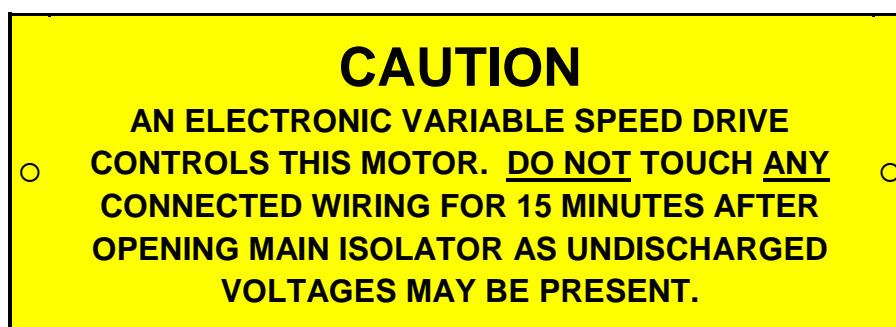 CAUTION
AN ELECTRONIC VARIABLE SPEED DRIVE
CONTROLS THIS MOTOR. DO NOT TOUCH ANY
CONNECTED WIRING FOR 15 MINUTES AFTER
OPENING MAIN ISOLATOR AS UNDISCHARGED
VOLTAGES MAY BE PRESENT.